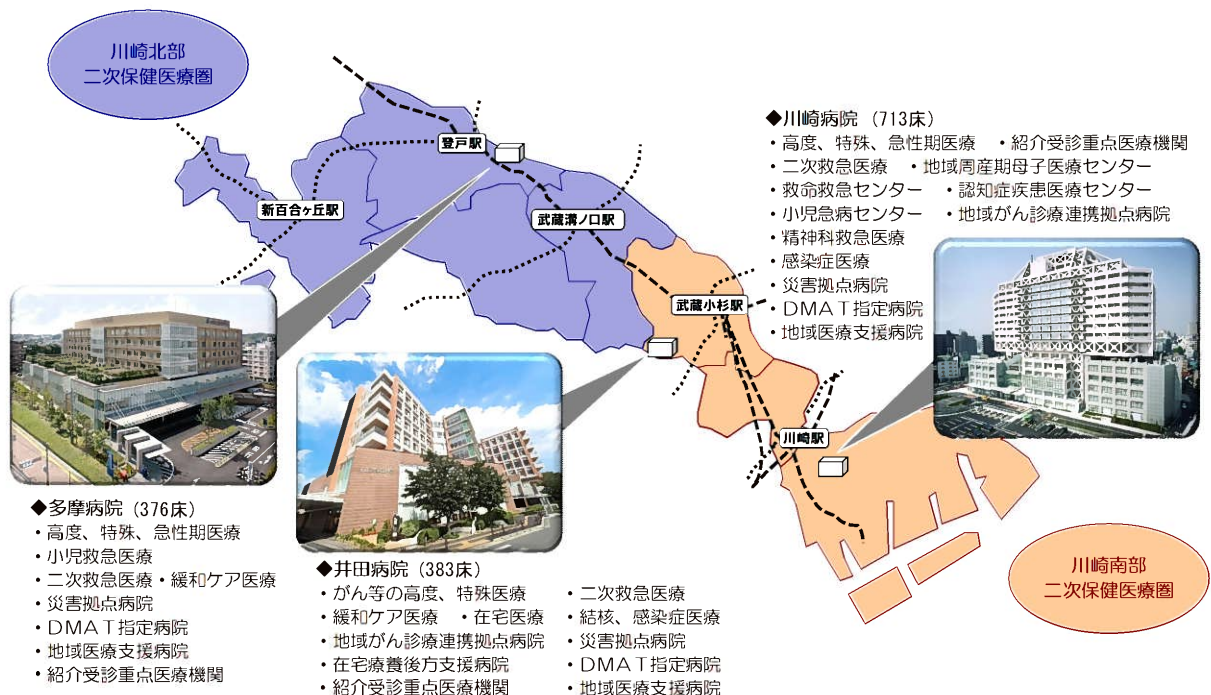 川崎北部
二次保健医療圏
登戸駅
新百合ヶ丘駅
武蔵溝ノ口駅
武蔵小杉駅
川崎駅
◆川崎病院（713床）
・高度、特殊、急性期医療　・紹介受診重点医療機関
・二次救急医療　・地域周産期母子医療センター
・救命救急センター　・認知症疾患医療センター
・小児急病センター　・地域がん診療連携拠点病院
・精神科救急医療
・感染症医療
・災害拠点病院
・DMAT指定病院
・地域医療支援病院
◆多摩病院（376床）
・高度、特殊、急性期医療
・小児救急医療
・二次救急医療・緩和ケア医療
・災害拠点病院
・DMAT指定病院
・地域医療支援病院
・紹介受診重点医療機関
◆井田病院（383床）
・がん等の高度、特殊医療　・二次救急医療
・緩和ケア医療　・在宅医療　・結核、感染症医療
・地域がん診療連携拠点病院　・災害拠点病院
・在宅療養後方支援病院　・DMAT指定病院
・紹介受診重点医療機関　・地域医療支援病院
川崎南部
二次保健医療圏